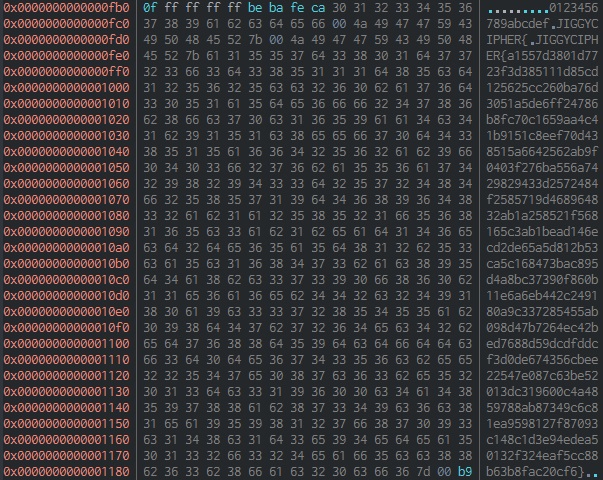 0x0000000000000fb0 0f ff ff ff ff be ba fe ca 30 31 32 33 34 35 36 .........0123456
0x0000000000000fc0 37 38 39 61 62 63 64 65 66 00 4a 49 47 47 59 43 789abcdef.JIGGYC
0x0000000000000fd0 49 50 48 45 52 7b 00 4a 49 47 47 59 43 49 50 48 IPHER{.JIGGYCIPH
0x0000000000000fe0 45 52 7b 61 31 35 35 37 64 33 38 30 31 64 37 37 ER{a1557d3801d77
0x0000000000000ff0 32 33 66 33 64 33 38 35 31 31 31 64 38 35 63 64 23f3d385111d85cd
0x0000000000001000 31 32 35 36 32 35 63 63 32 36 30 62 61 37 36 64 125625cc260ba76d
0x0000000000001010 33 30 35 31 61 35 64 65 36 66 66 32 34 37 38 36 3051a5de6ff24786
0x0000000000001020 62 38 66 63 37 30 63 31 36 35 39 61 61 34 63 34 b8fc70c1659aa4c4
0x0000000000001030 31 62 39 31 35 31 63 38 65 65 66 37 30 64 34 33 1b9151c8eef70d43
0x0000000000001040 38 35 31 35 61 36 36 34 32 35 36 32 61 62 39 66 8515a6642562ab9f
0x0000000000001050 30 34 30 33 66 32 37 36 62 61 35 35 36 61 37 34 0403f276ba556a74
0x0000000000001060 32 39 38 32 39 34 33 33 64 32 35 37 32 34 38 34 29829433d2572484
0x0000000000001070 66 32 35 38 35 37 31 39 64 34 36 38 39 36 34 38 f2585719d4689648
0x0000000000001080 33 32 61 62 31 61 32 35 38 35 32 31 66 35 36 38 32ab1a258521f568
0x0000000000001090 31 36 35 63 33 61 62 31 62 65 61 64 31 34 36 65 165c3ab1bead146e
0x00000000000010a0 63 64 32 64 65 36 35 61 35 64 38 31 32 62 35 33 cd2de65a5d812b53
0x00000000000010b0 63 61 35 63 31 36 38 34 37 33 62 61 63 38 39 35 ca5c168473bac895
0x00000000000010c0 64 34 61 38 62 63 33 37 33 39 30 66 38 36 30 62 d4a8bc37390f860b
0x00000000000010d0 31 31 65 36 61 36 65 62 34 34 32 63 32 34 39 31 11e6a6eb442c2491
0x00000000000010e0 38 30 61 39 63 33 33 37 32 38 35 34 35 35 61 62 80a9c337285455ab
0x00000000000010f0 30 39 38 64 34 37 62 37 32 36 34 65 63 34 32 62 098d47b7264ec42b
0x0000000000001100 65 64 37 36 38 38 64 35 39 64 63 64 66 64 64 63 ed7688d59dcdfddc
0x0000000000001110 66 33 64 30 64 65 36 37 34 33 35 36 63 62 65 65 f3d0de674356cbee
0x0000000000001120 32 32 35 34 37 65 30 38 37 63 36 33 62 65 35 32 22547e087c63be52
0x0000000000001130 30 31 33 64 63 33 31 39 36 30 30 63 34 61 34 38 013dc319600c4a48
0x0000000000001140 35 39 37 38 38 61 62 38 37 33 34 39 63 36 63 38 59788ab87349c6c8
0x0000000000001150 31 65 61 39 35 39 38 31 32 37 66 38 37 30 39 33 1ea9598127f87093
0x0000000000001160 63 31 34 38 63 31 64 33 65 39 34 65 64 65 61 35 c148c1d3e94edea5
0x0000000000001170 30 31 33 32 66 33 32 34 65 61 66 35 63 63 38 38 0132f324eaf5cc88
0x0000000000001180 62 36 33 62 38 66 61 63 32 30 63 66 36 7d 00 b9 b63b8fac20cf6}..